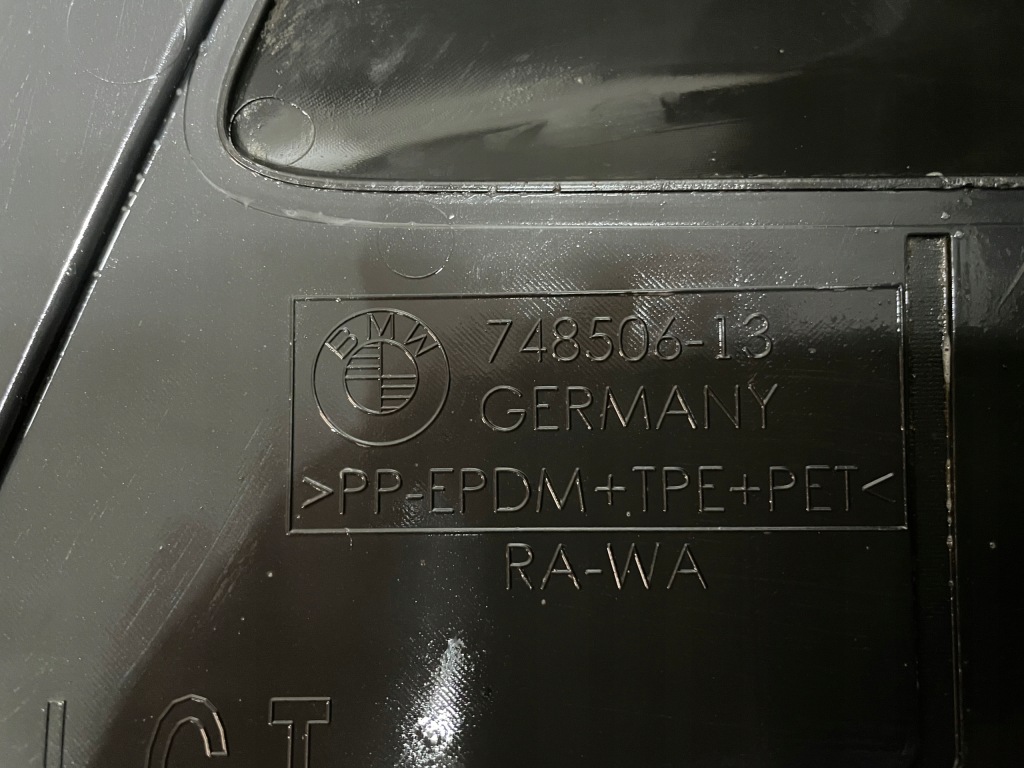 BMW
748506-13
GERMANY
>PP-EPDM+TPE+PET<
RA-WA